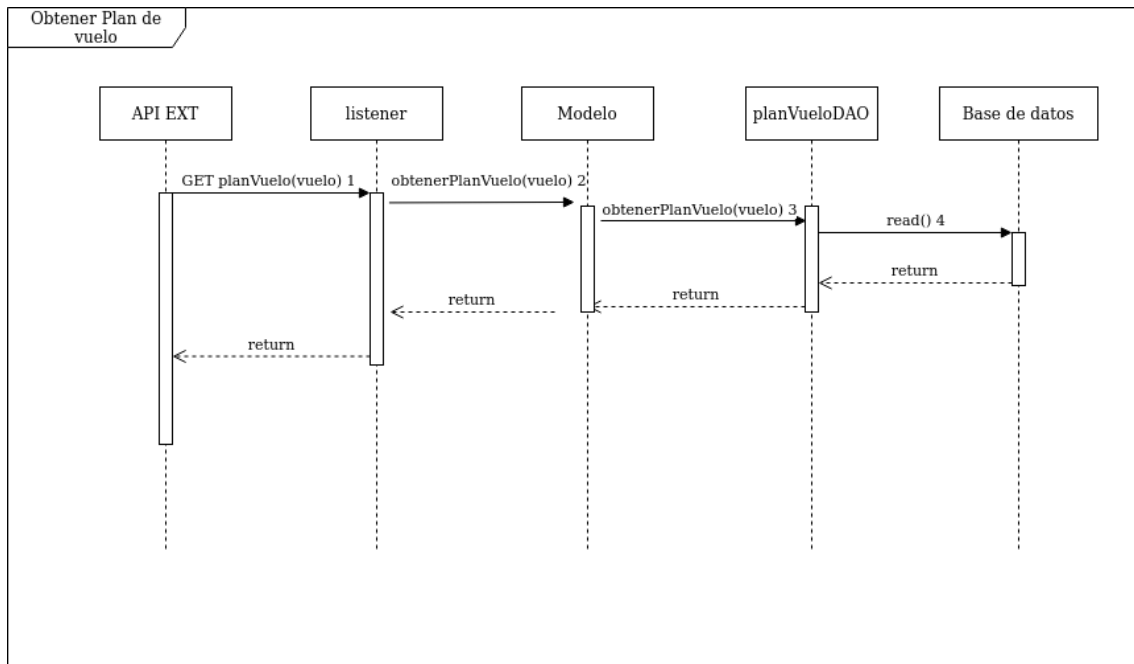 Obtener Plan de
vuelo
API EXT
listener
Modelo
planVueloDAO
Base de datos
GET planVuelo(vuelo) 1
obtenerPlanVuelo(vuelo) 2
obtenerPlanVuelo(vuelo) 3
read() 4
return
return
return
return